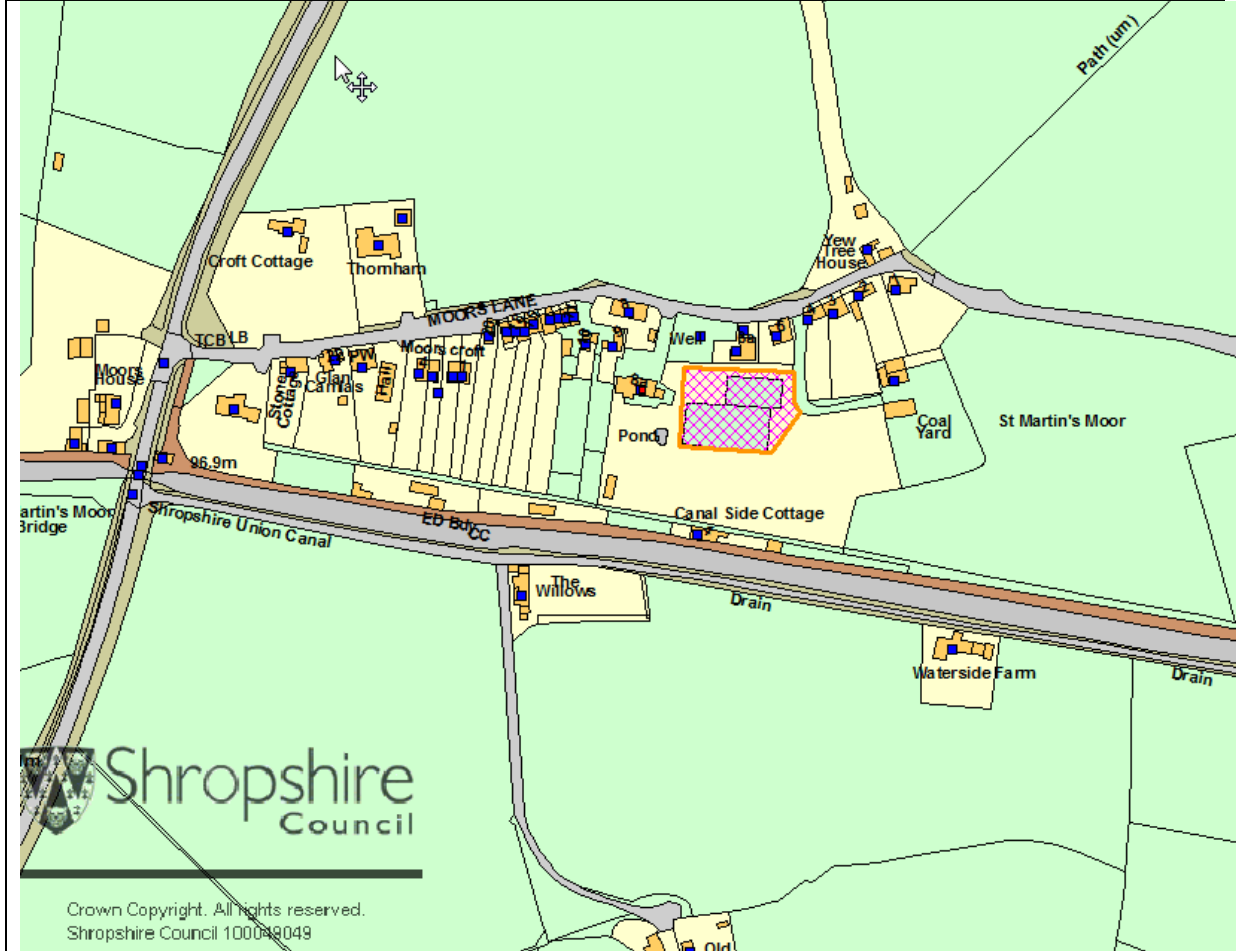 Path (um)
Yew
Tree
House
Croft Cottage
Thornham
MOORS LANE
TCB
LB
Moors
House
Stone
Cottage
PW
Glan
Camlas
Hall
Moors croft
Well
8a
Pond
Coal
Yard
St Martin's Moor
96.9m
artin's Moor
Bridge
Shropshire Union Canal
ED Bdy
CC
Canal Side Cottage
The
Willows
Drain
Waterside Farm
Drain
Shropshire
Council
Crown Copyright. All rights reserved.
Shropshire Council 100049049
Old